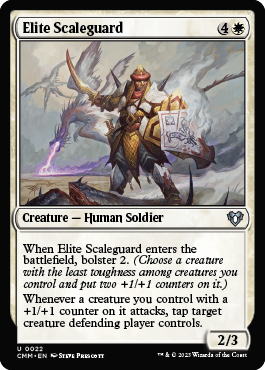 Elite Scaleguard 4
Creature — Human Soldier
When Elite Scaleguard enters the
battlefield, bolster 2. (Choose a creature
with the least toughness among creatures you
control and put two +1/+1 counters on it.)
Whenever a creature you control with a
+1/+1 counter on it attacks, tap target
creature defending player controls.
2/3
U 0022
CMM • EN Steve Prescott
™ & © 2023 Wizards of the Coast